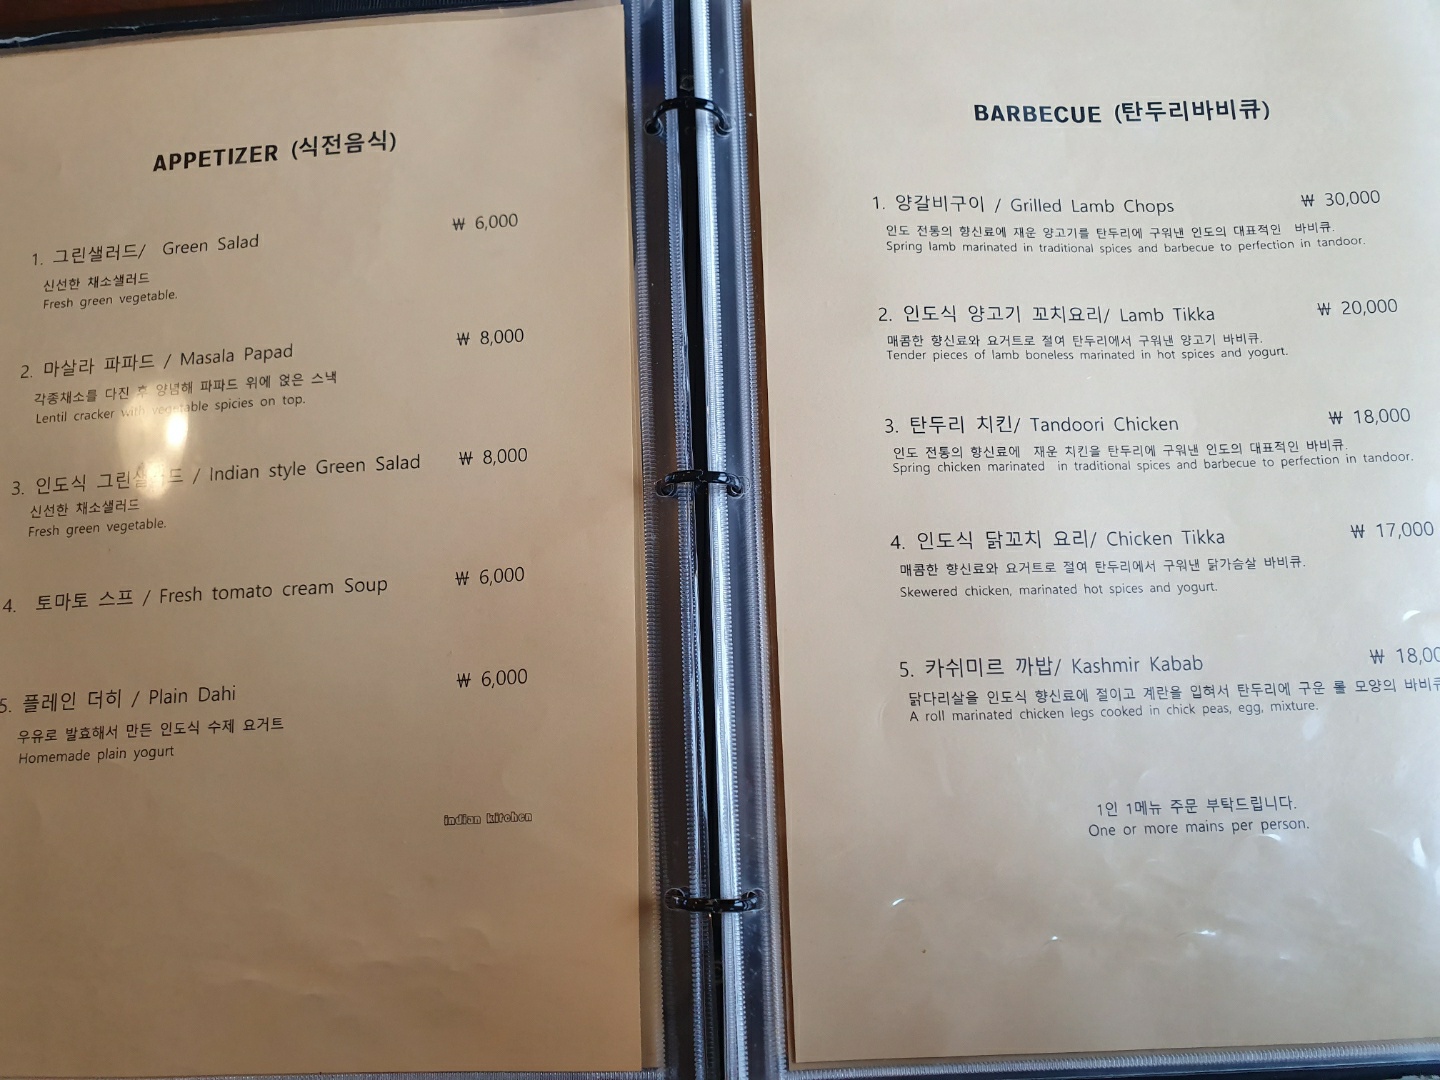 APPETIZER (식전음식)
1. 그린샐러드/ Green Salad ₩ 6,000
신선한 채소샐러드
Fresh green vegetable.
2. 마살라 파파드 / Masala Papad ₩ 8,000
각종채소를 다진 후 양념해 파파드 위에 얹은 스낵
Lentil cracker with vegetable spicies on top.
3. 인도식 그린샐러드 / Indian style Green Salad ₩ 8,000
신선한 채소샐러드
Fresh green vegetable.
4. 토마토 스프 / Fresh tomato cream Soup ₩ 6,000
5. 플레인 더히 / Plain Dahi ₩ 6,000
우유로 발효해서 만든 인도식 수제 요거트
Homemade plain yogurt
indian kitchen
BARBECUE (탄두리바비큐)
1. 양갈비구이 / Grilled Lamb Chops ₩ 30,000
인도 전통의 향신료에 재운 양고기를 탄두리에 구워낸 인도의 대표적인 바비큐.
Spring lamb marinated in traditional spices and barbecue to perfection in tandoor.
2. 인도식 양고기 꼬치요리/ Lamb Tikka ₩ 20,000
매콤한 향신료와 요거트로 절여 탄두리에서 구워낸 양고기 바비큐.
Tender pieces of lamb boneless marinated in hot spices and yogurt.
3. 탄두리 치킨/ Tandoori Chicken ₩ 18,000
인도 전통의 향신료에 재운 치킨을 탄두리에 구워낸 인도의 대표적인 바비큐.
Spring chicken marinated in traditional spices and barbecue to perfection in tandoor.
4. 인도식 닭꼬치 요리/ Chicken Tikka ₩ 17,000
매콤한 향신료와 요거트로 절여 탄두리에서 구워낸 닭가슴살 바비큐.
Skewered chicken, marinated hot spices and yogurt.
5. 카쉬미르 까밥/ Kashmir Kabab ₩ 18,00
닭다리살을 인도식 향신료에 절이고 계란을 입혀서 탄두리에 구운 롤 모양의 바비큐
A roll marinated chicken legs cooked in chick peas, egg, mixture.
1인 1메뉴 주문 부탁드립니다.
One or more mains per person.